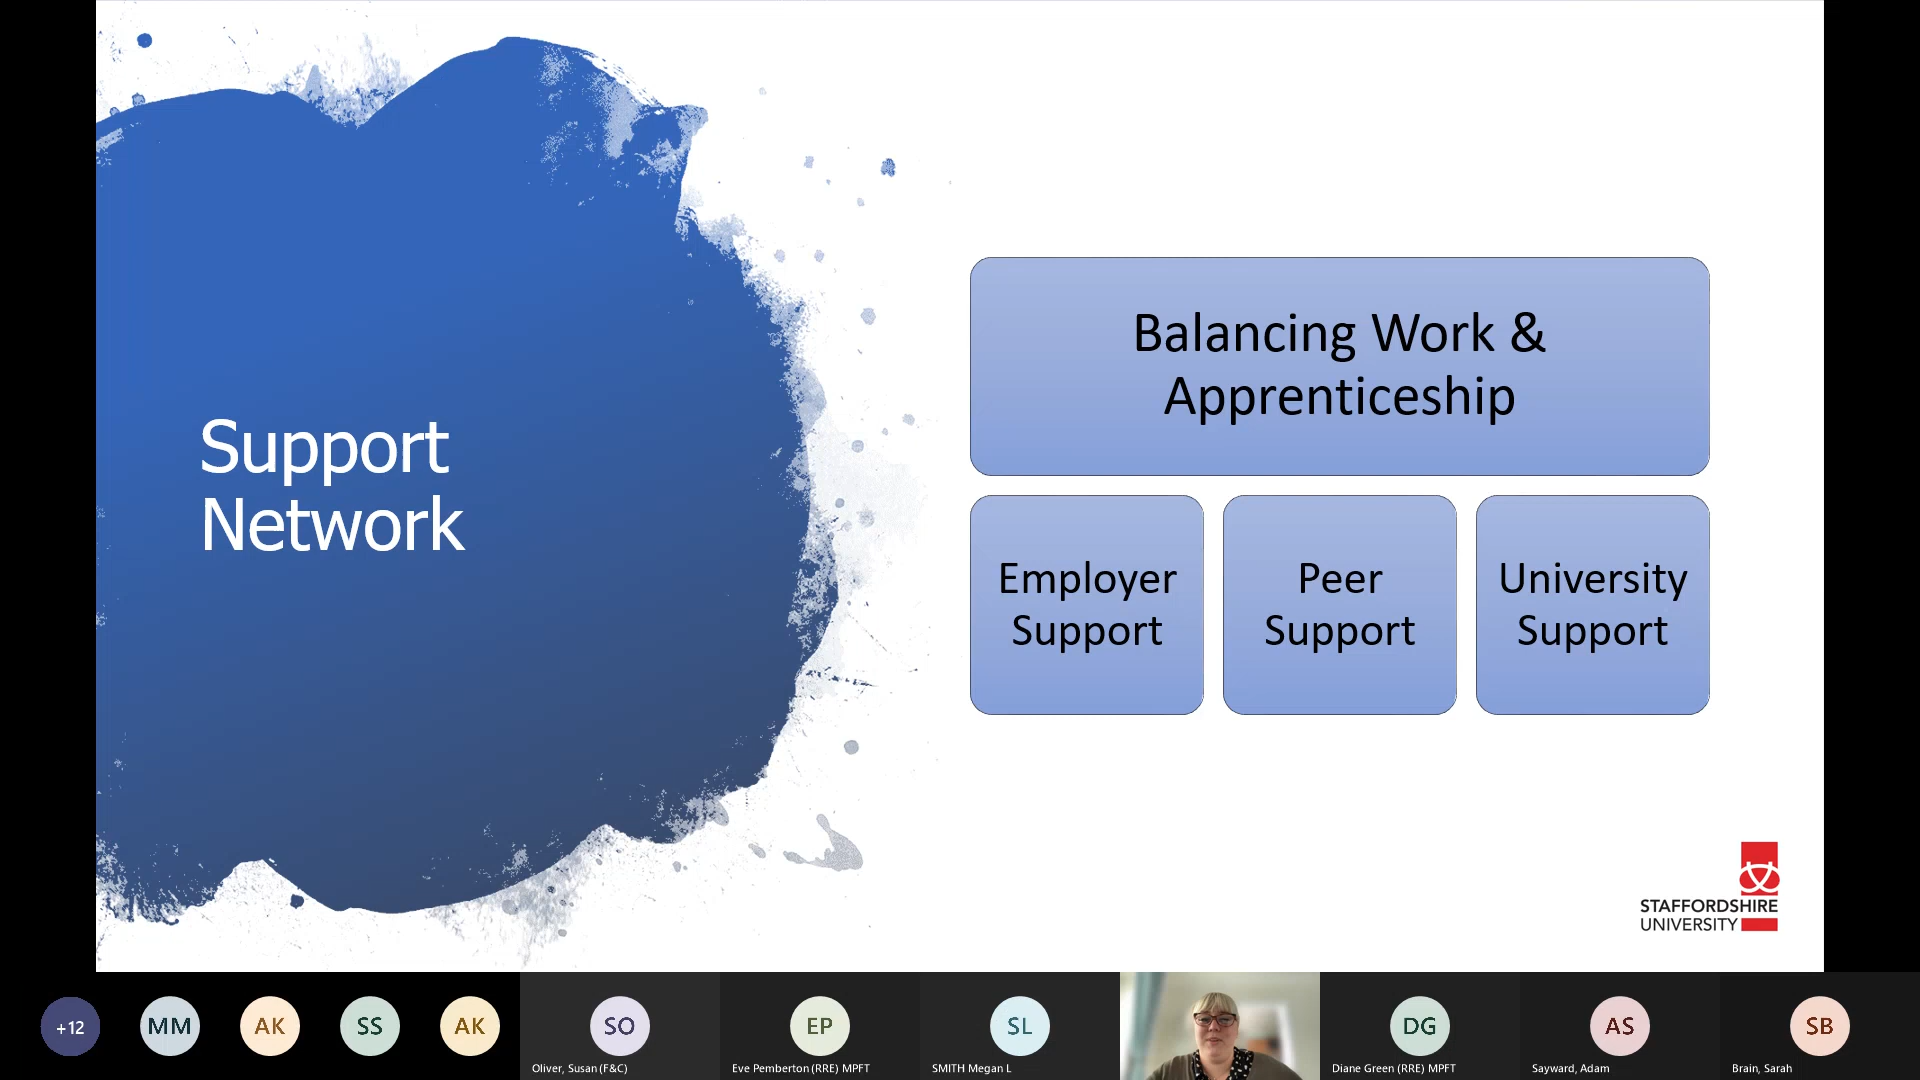 Support
Network
Balancing Work &
Apprenticeship
Employer
Support
Peer
Support
University
Support
STAFFORDSHIRE
UNIVERSITY
+12
MM
AK
SS
AK
SO
Oliver, Susan (F&C)
EP
Eve Pemberton (RRE) MPFT
SL
SMITH Megan L
DG
Diane Green (RRE) MPFT
AS
Sayward, Adam
SB
Brain, Sarah